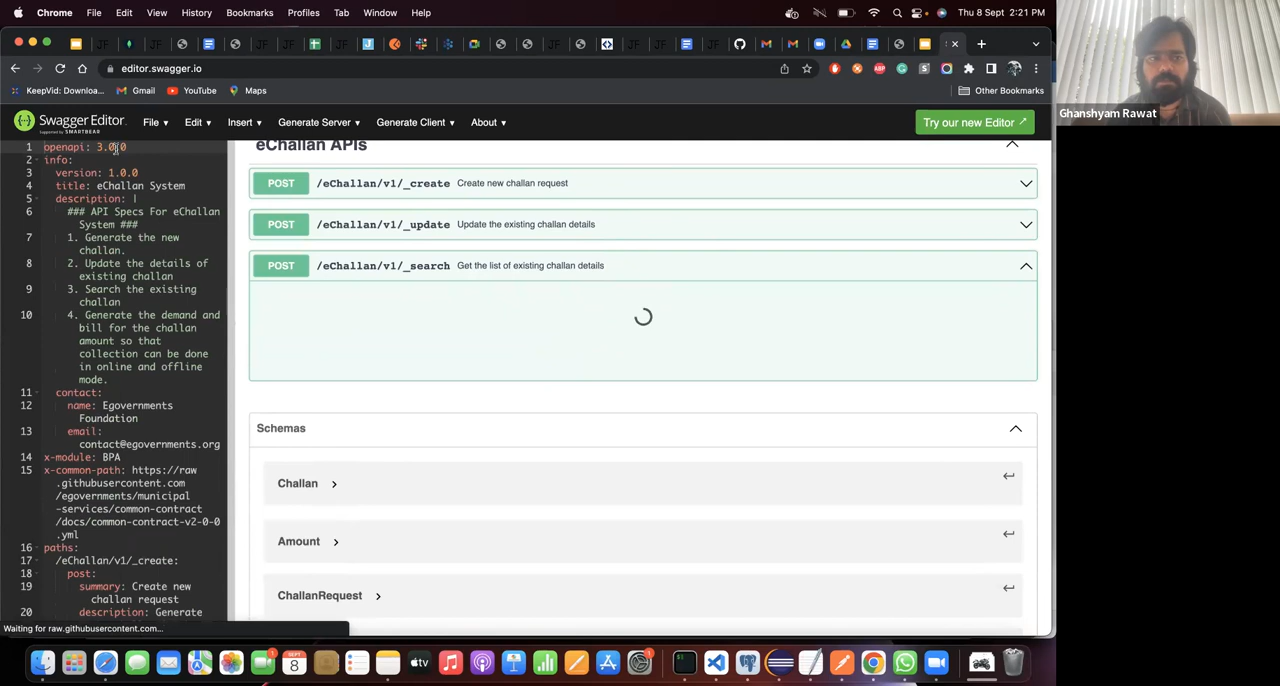 Chrome File Edit View History Bookmarks Profiles Tab Window Help Thu 8 Sept 2:21 PM
editor.swagger.io
KeepVid: Downloa... Gmail YouTube Maps Other Bookmarks
Swagger Editor File Edit Insert Generate Server Generate Client About Try our new Editor
Supported by SMARTBEAR
Ghanshyam Rawat
1 openapi: 3.0.0
2 info:
3 version: 1.0.0
4 title: eChallan System
5 description: |
6 ### API Specs For eChallan
System ###
7 1. Generate the new
challan.
8 2. Update the details of
existing challan
9 3. Search the existing
challan
10 4. Generate the demand and
bill for the challan
amount so that
collection can be done
in online and offline
mode.
11 contact:
12 name: Egovernments
Foundation
13 email:
contact@egovernments.org
14 x-module: BPA
15 x-common-path: https://raw
.githubusercontent.com
/egovernments/municipal
-services/common-contract
/docs/common-contract-v2-0-0
.yml
16 paths:
17 /eChallan/v1/_create:
18 post:
19 summary: Create new
challan request
20 description: Generate
Waiting for raw.githubusercontent.com...
eChallan APIs
POST /eChallan/v1/_create Create new challan request
POST /eChallan/v1/_update Update the existing challan details
POST /eChallan/v1/_search Get the list of existing challan details
Schemas
Challan
Amount
ChallanRequest
SEPT
8
tv